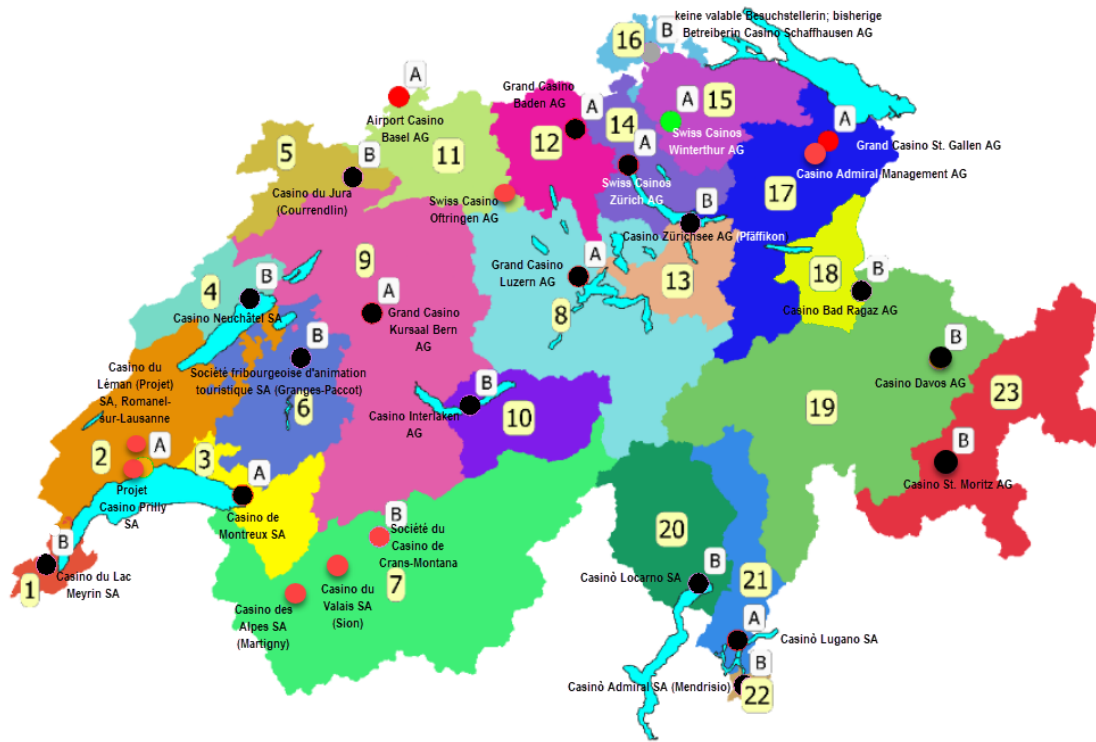 keine valable Besuchstellerin; bisherige
B
Betreiberin Casino Schaffhausen AG
16
A
Airport Casino
Basel AG
Grand Casino
Baden AG
A
12
14
A
A
15
Swiss Csinos
Winterthur AG
A
Grand Casino St. Gallen AG
Casino Admiral Management AG
17
5
B
Casino du Jura
(Courrendlin)
11
Swiss Casino
Oftringen AG
Swiss Csinos
Zürich AG
B
Casino Zürichsee AG (Pfäffikon)
9
A
Grand Casino
Luzern AG
13
8
18
B
Casino Bad Ragaz AG
4
B
Casino Neuchâtel SA
A
Grand Casino
Kursaal Bern
AG
B
Société fribourgeoise d'animation
touristique SA (Granges-Paccot)
6
B
Casino Davos AG
23
Casino du
Léman (Projet)
SA, Romanel-
sur-Lausanne
B
Casino Interlaken
AG
10
19
2
A
3
A
Projet
Casino Prilly
SA
Casino de
Montreux SA
B
Casino St. Moritz AG
B
Société du
Casino de
Crans-Montana
20
1
B
Casino du Lac
Meyrin SA
Casino du
Valais SA
(Sion)
7
Casino des
Alpes SA
(Martigny)
B
Casinò Locarno SA
21
A
Casinò Lugano SA
B
Casinò Admiral SA (Mendrisio)
22